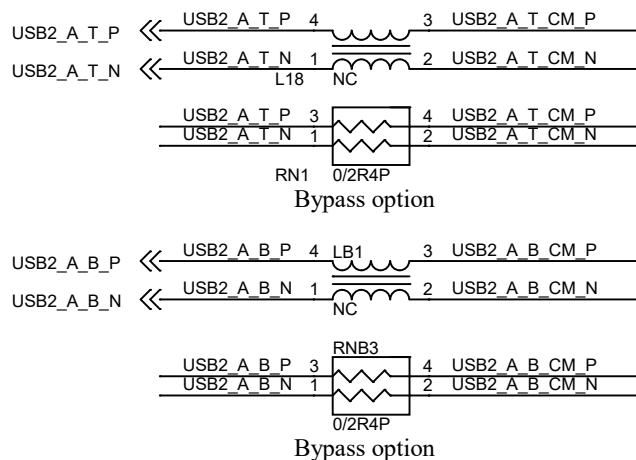 USB2_A_T_P 4 3 USB2_A_T_CM_P
USB2_A_T_P
USB2_A_T_N 1 2 USB2_A_T_CM_N
USB2_A_T_N
L18 NC
USB2_A_T_P 3 4 USB2_A_T_CM_P
USB2_A_T_N 1 2 USB2_A_T_CM_N
RN1 0/2R4P
Bypass option
USB2_A_B_P 4 LB1 3 USB2_A_B_CM_P
USB2_A_B_P
USB2_A_B_N 1 2 USB2_A_B_CM_N
USB2_A_B_N
NC
RNB3
USB2_A_B_P 3 4 USB2_A_B_CM_P
USB2_A_B_N 1 2 USB2_A_B_CM_N
0/2R4P
Bypass option